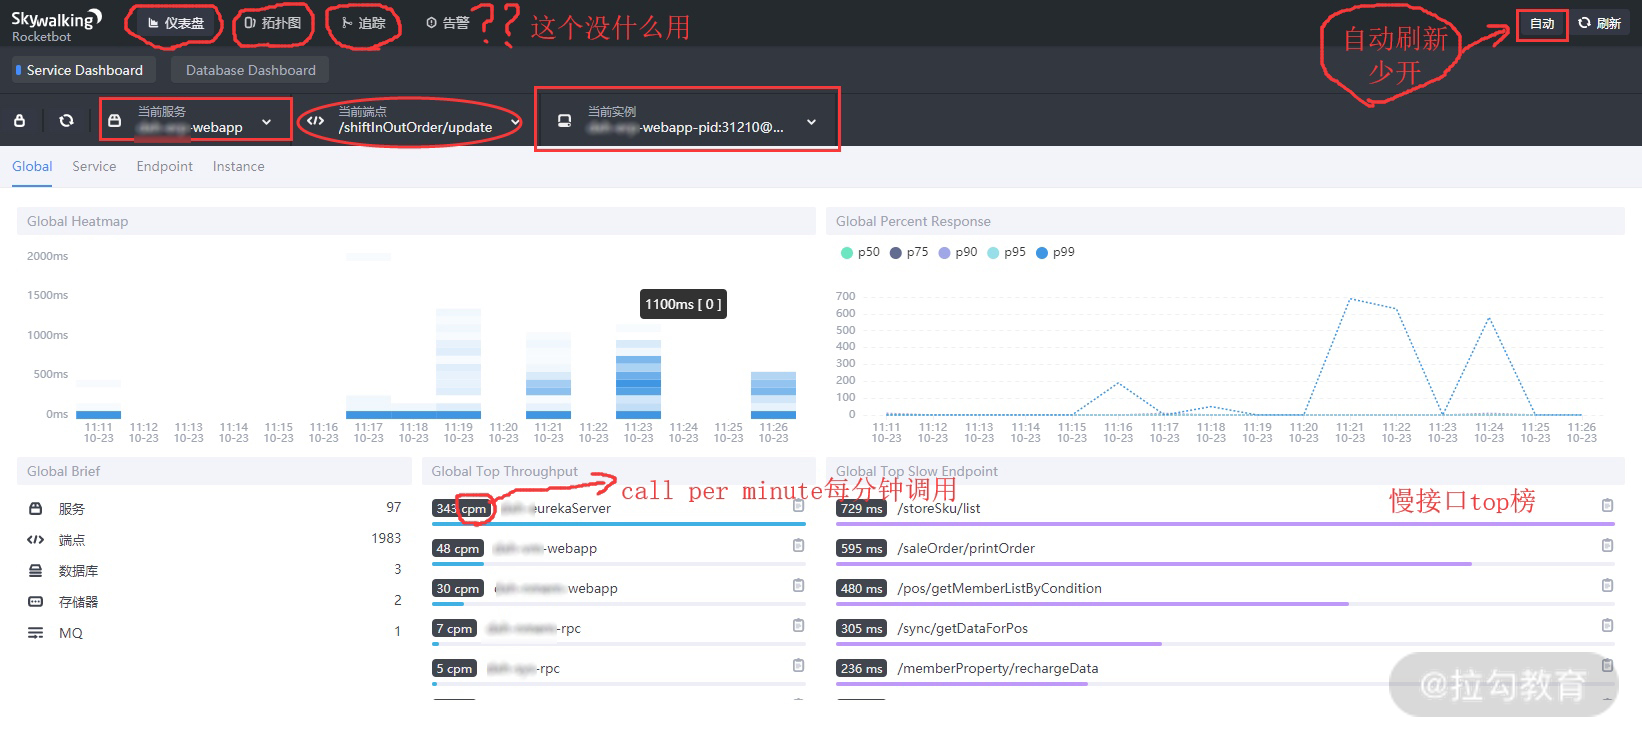 Skywalking
Rocketbot
仪表盘
拓扑图
追踪
告警
??
这个没什么用
自动刷新
少开
自动
刷新
Service Dashboard
Database Dashboard
当前服务
-webapp
当前端点
/shiftInOutOrder/update
当前实例
-webapp-pid:31210@...
Global
Service
Endpoint
Instance
Global Heatmap
2000ms
1500ms
1000ms
500ms
0ms
1100ms [ 0 ]
11:11 11:12 11:13 11:14 11:15 11:16 11:17 11:18 11:19 11:20 11:21 11:22 11:23 11:24 11:25 11:26
10-23 10-23 10-23 10-23 10-23 10-23 10-23 10-23 10-23 10-23 10-23 10-23 10-23 10-23 10-23 10-23
Global Percent Response
p50 p75 p90 p95 p99
700
600
500
400
300
200
100
0
11:11 11:12 11:13 11:14 11:15 11:16 11:17 11:18 11:19 11:20 11:21 11:22 11:23 11:24 11:25 11:26
10-23 10-23 10-23 10-23 10-23 10-23 10-23 10-23 10-23 10-23 10-23 10-23 10-23 10-23 10-23 10-23
Global Brief
服务 97
端点 1983
数据库 3
存储器 2
MQ 1
Global Top Throughput
call per minute每分钟调用
343 cpm eurekaServer
48 cpm -webapp
30 cpm webapp
7 cpm -rpc
5 cpm -rpc
Global Top Slow Endpoint
慢接口top榜
729 ms /storeSku/list
595 ms /saleOrder/printOrder
480 ms /pos/getMemberListByCondition
305 ms /sync/getDataForPos
236 ms /memberProperty/rechargeData
@拉勾教育